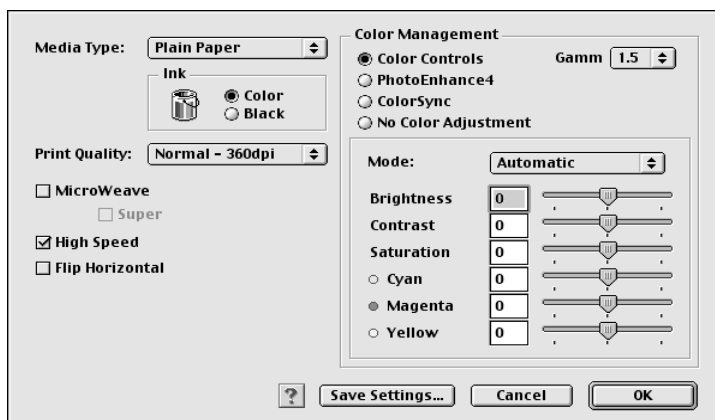 Media Type: Plain Paper
Ink
Color
Black
Print Quality: Normal - 360dpi
MicroWeave
Super
High Speed
Flip Horizontal
Color Management
Color Controls
Gamm 1.5
PhotoEnhance4
ColorSync
No Color Adjustment
Mode: Automatic
Brightness 0
Contrast 0
Saturation 0
Cyan 0
Magenta 0
Yellow 0
? Save Settings... Cancel OK